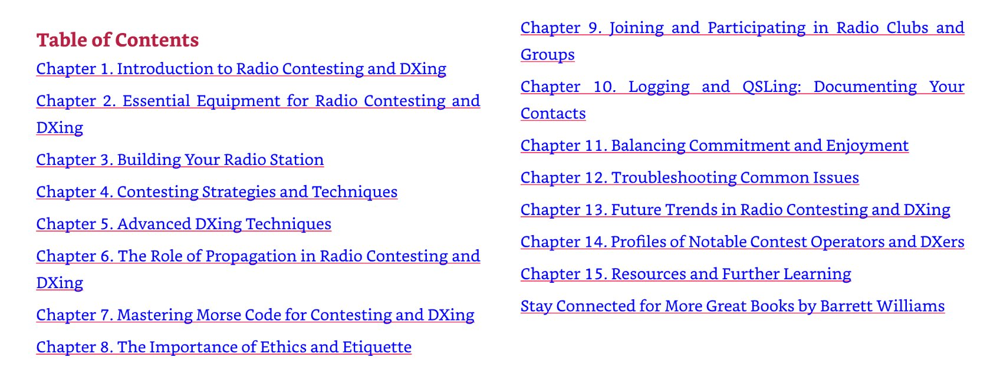 Table of Contents
Chapter 1. Introduction to Radio Contesting and DXing
Chapter 2. Essential Equipment for Radio Contesting and
DXing
Chapter 3. Building Your Radio Station
Chapter 4. Contesting Strategies and Techniques
Chapter 5. Advanced DXing Techniques
Chapter 6. The Role of Propagation in Radio Contesting and
DXing
Chapter 7. Mastering Morse Code for Contesting and DXing
Chapter 8. The Importance of Ethics and Etiquette
Chapter 9. Joining and Participating in Radio Clubs and
Groups
Chapter 10. Logging and QSLing: Documenting Your
Contacts
Chapter 11. Balancing Commitment and Enjoyment
Chapter 12. Troubleshooting Common Issues
Chapter 13. Future Trends in Radio Contesting and DXing
Chapter 14. Profiles of Notable Contest Operators and DXers
Chapter 15. Resources and Further Learning
Stay Connected for More Great Books by Barrett Williams